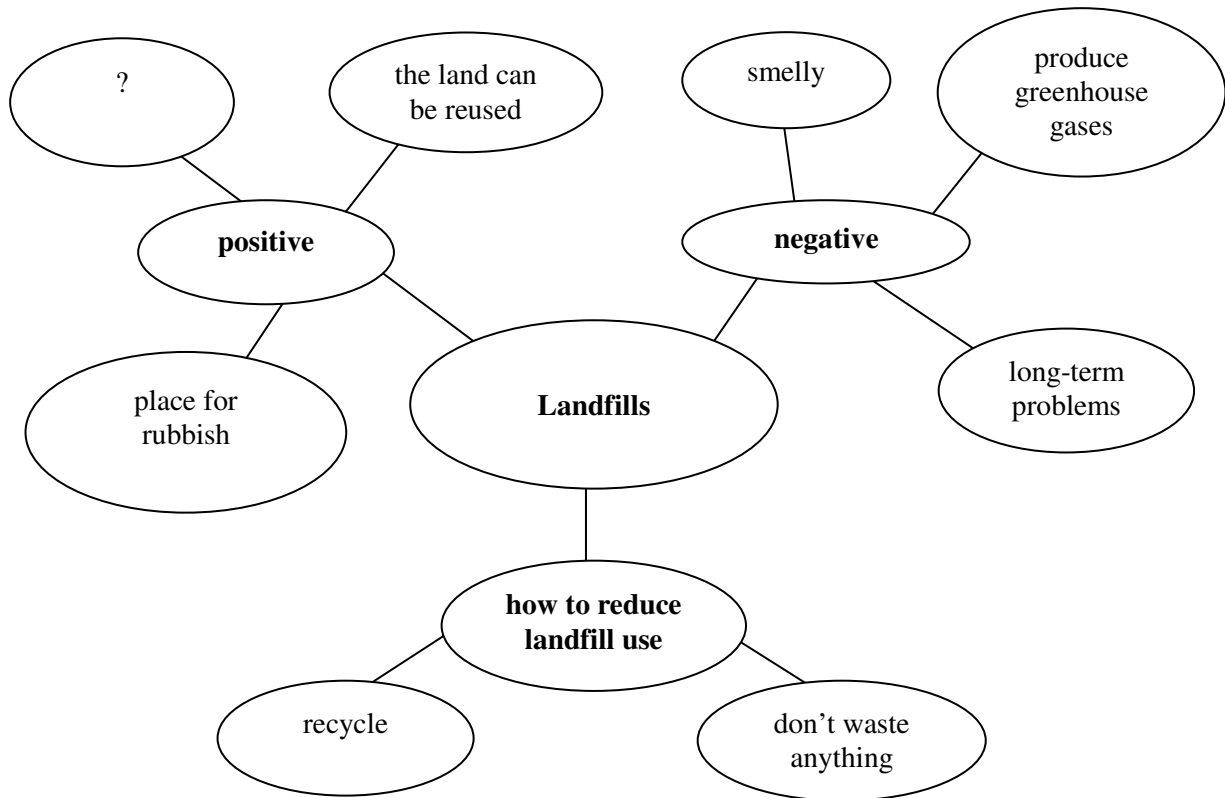 ?
the land can
be reused
smelly
produce
greenhouse
gases
positive
negative
place for
rubbish
Landfills
long-term
problems
how to reduce
landfill use
recycle
don’t waste
anything